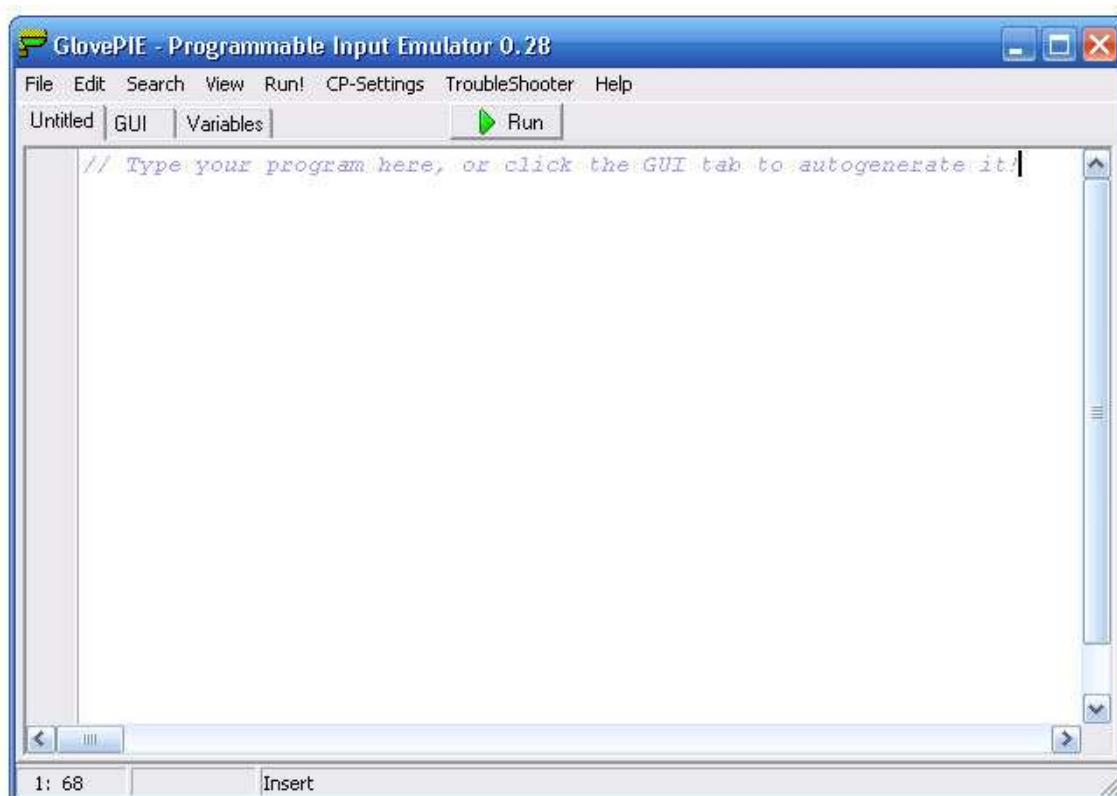 GlovePIE - Programmable Input Emulator 0.28
File Edit Search View Run! CP-Settings TroubleShooter Help
Untitled GUI Variables Run
// Type your program here, or click the GUI tab to autogenerate it!
1: 68 Insert